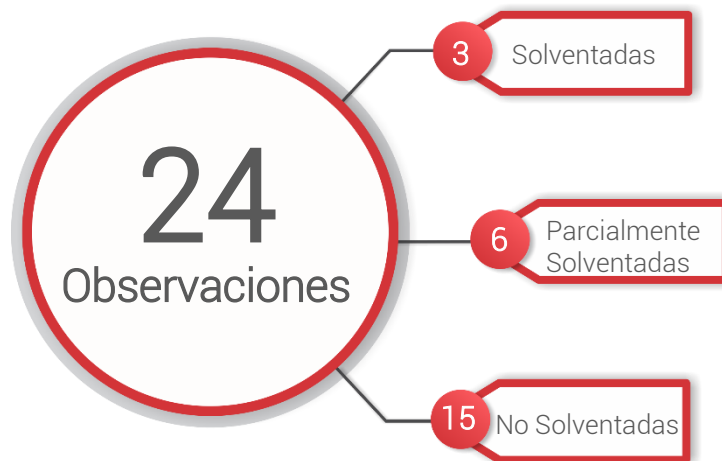 24
Observaciones
3
Solventadas
6
Parcialmente
Solventadas
15
No Solventadas